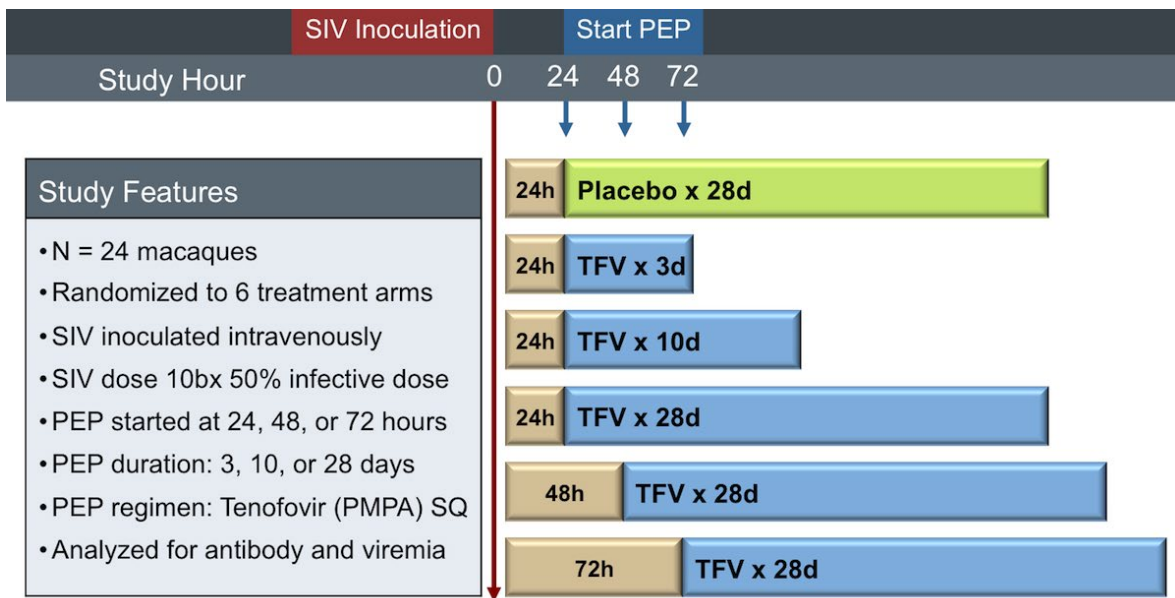 SIV Inoculation
Start PEP
Study Hour
0
24
48
72
Study Features
• N = 24 macaques
• Randomized to 6 treatment arms
• SIV inoculated intravenously
• SIV dose 10bx 50% infective dose
• PEP started at 24, 48, or 72 hours
• PEP duration: 3, 10, or 28 days
• PEP regimen: Tenofovir (PMPA) SQ
• Analyzed for antibody and viremia
24h
Placebo x 28d
24h
TFV x 3d
24h
TFV x 10d
24h
TFV x 28d
48h
TFV x 28d
72h
TFV x 28d